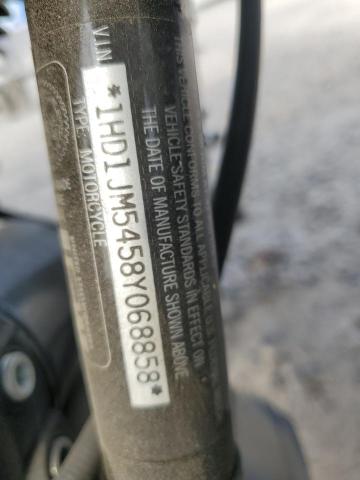 THIS VEHICLE CONFORMS TO ALL APPLICABLE U.S.
VEHICLE SAFETY STANDARDS IN EFFECT ON
THE DATE OF MANUFACTURE SHOWN ABOVE
VIN
*1HD1JM5458Y068858*
TYPE MOTORCYCLE